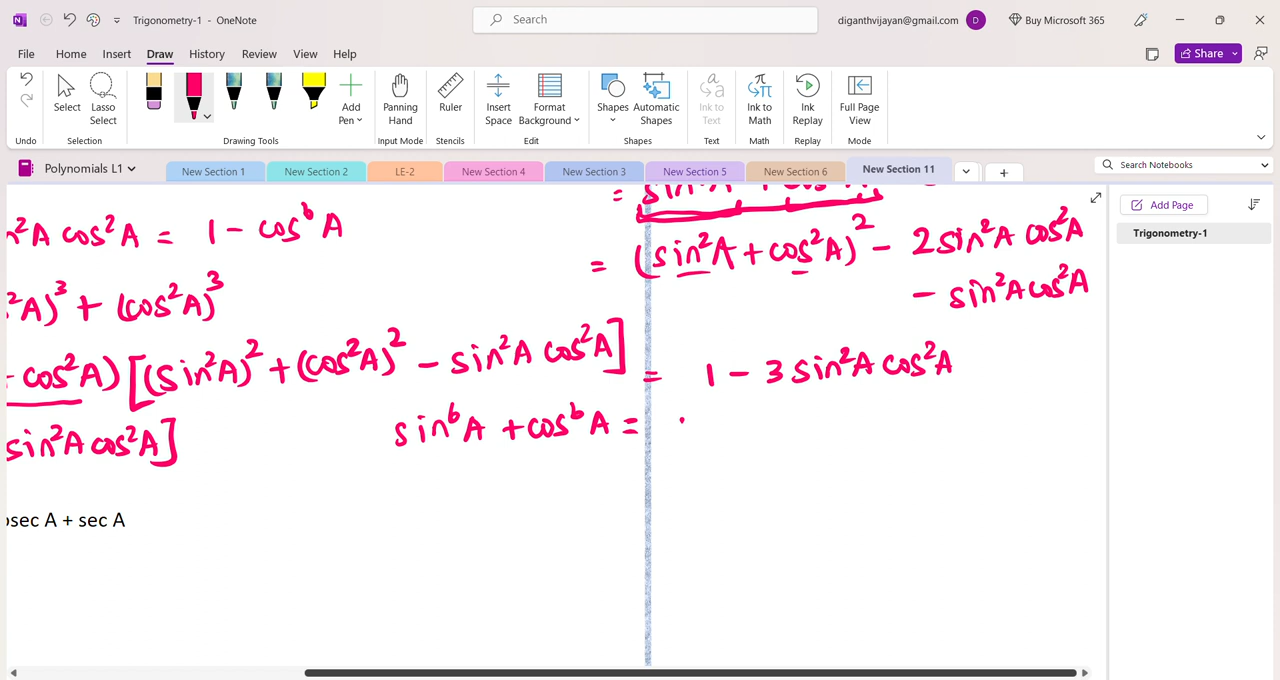 Trigonometry-1 - OneNote
Search
diganthvijayan@gmail.com D Buy Microsoft 365
File Home Insert Draw History Review View Help Share
Undo Select Lasso Select Add Pen Panning Hand Ruler Insert Space Format Background Shapes Automatic Shapes Ink to Text Ink to Math Ink Replay Full Page View
Undo Selection Drawing Tools Input Mode Stencils Edit Shapes Text Math Replay Mode
Polynomials L1 New Section 1 New Section 2 LE-2 New Section 4 New Section 3 New Section 5 New Section 6 New Section 11 + Search Notebooks
Add Page
Trigonometry-1
n²A cos²A = 1 - cos⁶A
²A)³ + (cos²A)³
cos²A) [(sin²A)² + (cos²A)² - sin²A cos²A]
sin²A cos²A]
osec A + sec A
= (sin²A + cos²A)² - 2sin²A cos²A
- sin²A cos²A
= 1 - 3 sin²A cos²A
sin⁶A + cos⁶A =